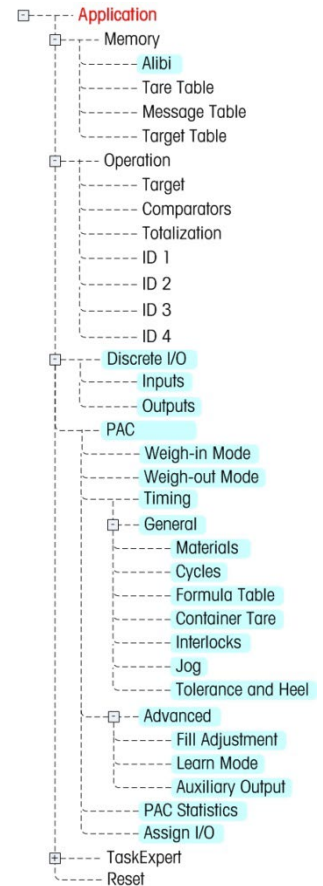 Application
Memory
Alibi
Tare Table
Message Table
Target Table
Operation
Target
Comparators
Totalization
ID 1
ID 2
ID 3
ID 4
Discrete I/O
Inputs
Outputs
PAC
Weigh-in Mode
Weigh-out Mode
Timing
General
Materials
Cycles
Formula Table
Container Tare
Interlocks
Jog
Tolerance and Heel
Advanced
Fill Adjustment
Learn Mode
Auxiliary Output
PAC Statistics
Assign I/O
TaskExpert
Reset